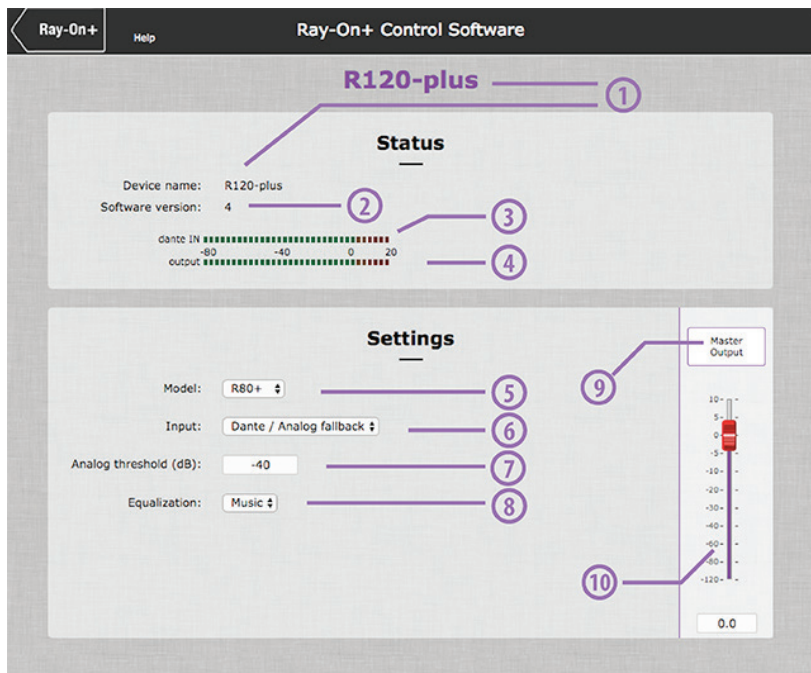 Ray-On+
Help
Ray-On+ Control Software
R120-plus
1
Status
Device name: R120-plus
Software version: 4
2
3
dante IN
-80 -40 0 20
output
4
Settings
Master
Output
9
Model: R80+
5
Input: Dante / Analog fallback
6
Analog threshold (dB): -40
7
Equalization: Music
8
10-
5-
0-
-5-
-10-
-20-
-30-
-40-
-60-
-80-
-120-
10
0.0